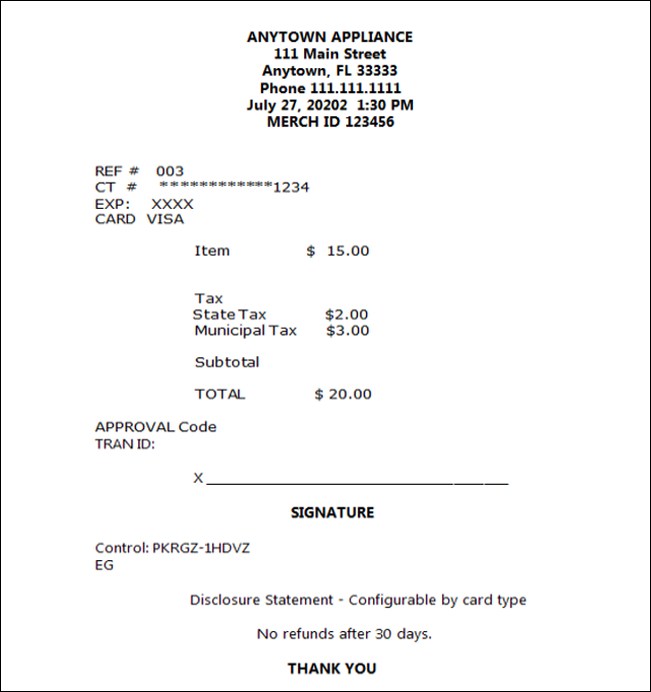 ANYTOWN APPLIANCE
111 Main Street
Anytown, FL 33333
Phone 111.111.1111
July 27, 20202 1:30 PM
MERCH ID 123456
REF # 003
CT # ************1234
EXP: XXXX
CARD VISA
Item $ 15.00
Tax
State Tax $2.00
Municipal Tax $3.00
Subtotal
TOTAL $ 20.00
APPROVAL Code
TRAN ID:
X ______________________________________
SIGNATURE
Control: PKRGZ-1HDVZ
EG
Disclosure Statement - Configurable by card type
No refunds after 30 days.
THANK YOU